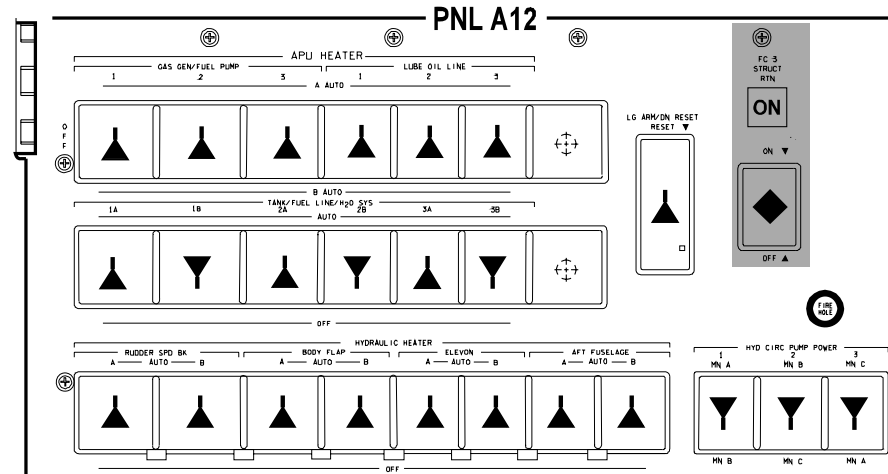 PNL A12
APU HEATER
GAS GEN/FUEL PUMP LUBE OIL LINE
1 2 3 1 2 3
A AUTO
OFF
B AUTO
TANK/FUEL LINE/H2O SYS
1A 1B 2A 2B 3A 3B
AUTO
OFF
LG ARM/DN RESET
RESET ▼
FC 3
STRUCT
RTN
ON
ON ▼
OFF ▲
FIRE
HOLE
HYDRAULIC HEATER
RUDDER SPD BK BODY FLAP ELEVON AFT FUSELAGE
A AUTO B A AUTO B A AUTO B A AUTO B
OFF
HYD CIRC PUMP POWER
1 2 3
MN A MN B MN C
MN B MN C MN A